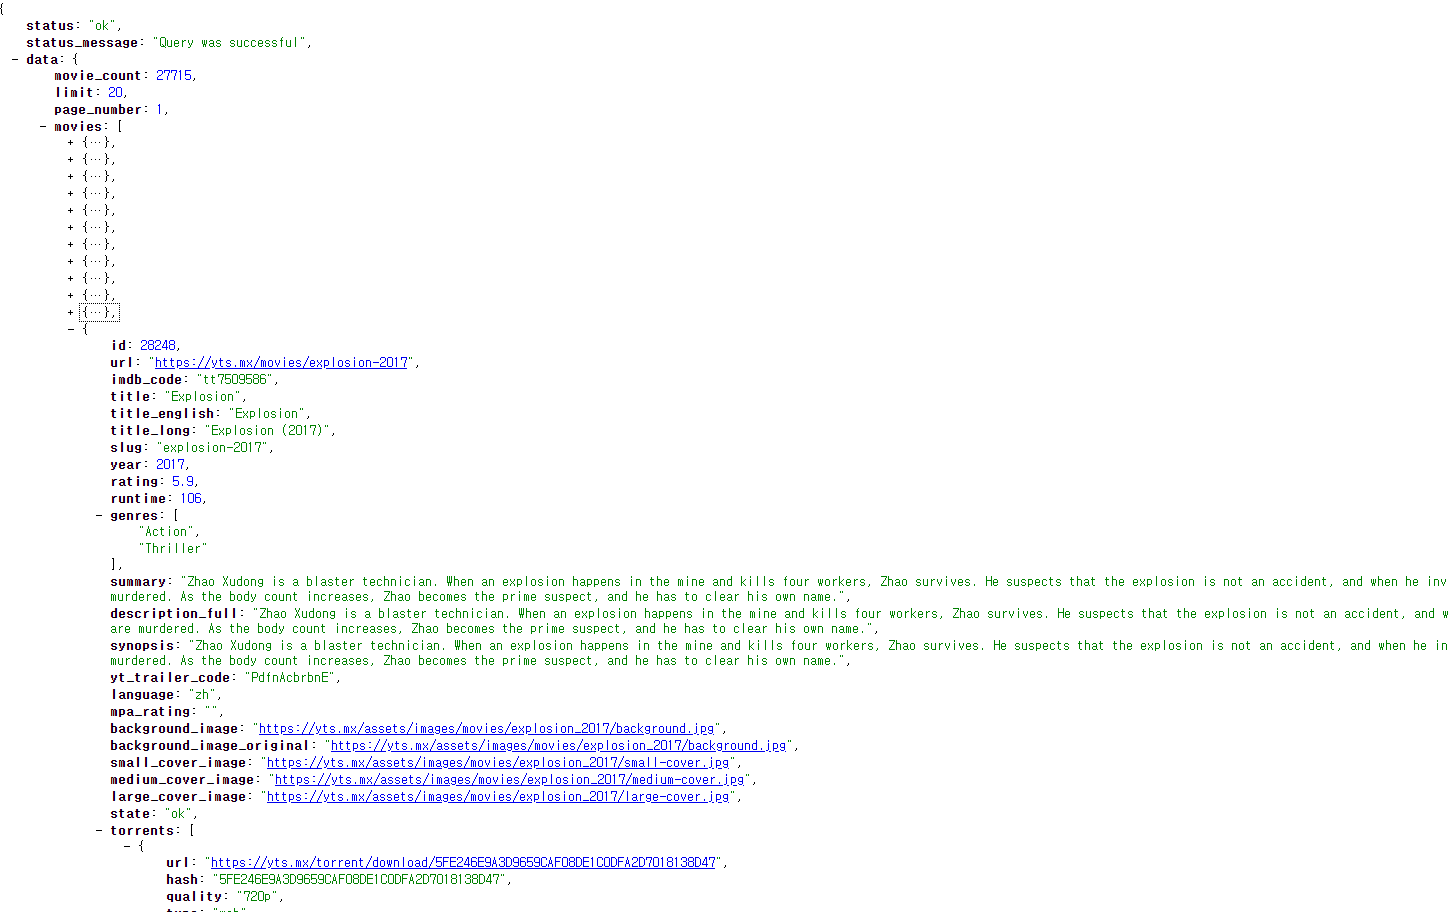 {
status: "ok",
status_message: "Query was successful",
- data: {
movie_count: 27715,
limit: 20,
page_number: 1,
- movies: [
+ {…},
+ {…},
+ {…},
+ {…},
+ {…},
+ {…},
+ {…},
+ {…},
+ {…},
+ {…},
+ {…},
- {
id: 28248,
url: "https://yts.mx/movies/explosion-2017",
imdb_code: "tt7509586",
title: "Explosion",
title_english: "Explosion",
title_long: "Explosion (2017)",
slug: "explosion-2017",
year: 2017,
rating: 5.9,
runtime: 106,
- genres: [
"Action",
"Thriller"
],
summary: "Zhao Xudong is a blaster technician. When an explosion happens in the mine and kills four workers, Zhao survives. He suspects that the explosion is not an accident, and when he inv
murdered. As the body count increases, Zhao becomes the prime suspect, and he has to clear his own name.",
description_full: "Zhao Xudong is a blaster technician. When an explosion happens in the mine and kills four workers, Zhao survives. He suspects that the explosion is not an accident, and w
are murdered. As the body count increases, Zhao becomes the prime suspect, and he has to clear his own name.",
synopsis: "Zhao Xudong is a blaster technician. When an explosion happens in the mine and kills four workers, Zhao survives. He suspects that the explosion is not an accident, and when he in
murdered. As the body count increases, Zhao becomes the prime suspect, and he has to clear his own name.",
yt_trailer_code: "PdfnAcbrbnE",
language: "zh",
mpa_rating: "",
background_image: "https://yts.mx/assets/images/movies/explosion_2017/background.jpg",
background_image_original: "https://yts.mx/assets/images/movies/explosion_2017/background.jpg",
small_cover_image: "https://yts.mx/assets/images/movies/explosion_2017/small-cover.jpg",
medium_cover_image: "https://yts.mx/assets/images/movies/explosion_2017/medium-cover.jpg",
large_cover_image: "https://yts.mx/assets/images/movies/explosion_2017/large-cover.jpg",
state: "ok",
- torrents: [
- {
url: "https://yts.mx/torrent/download/5FE246E9A3D9659CAF08DE1C0DFA2D7018138D47",
hash: "5FE246E9A3D9659CAF08DE1C0DFA2D7018138D47",
quality: "720p",